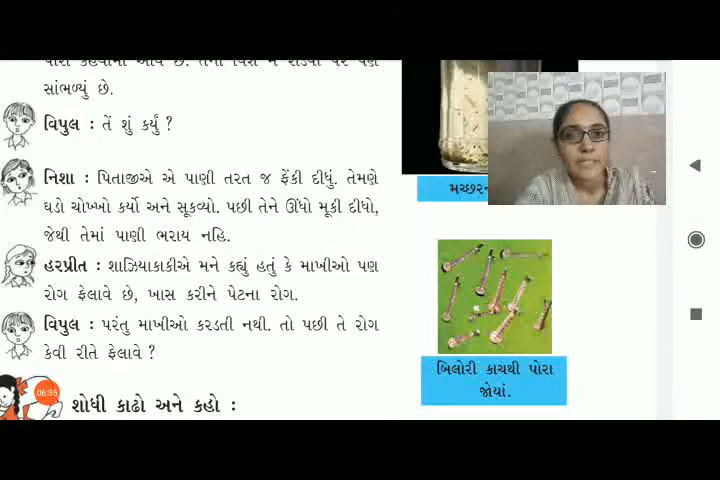 સાંભળ્યું છે.
વિપુલ : તેં શું કર્યું ?
નિશા : પિતાજીએ એ પાણી તરત જ ફેંકી દીધું. તેમણે
ઘડો ચોખ્ખો કર્યો અને સૂકવ્યો. પછી તેને ઊંધો મૂકી દીધો,
જેથી તેમાં પાણી ભરાય નહિ.
હરપ્રીત : શાઝિયાકાકીએ મને કહ્યું હતું કે માખીઓ પણ
રોગ ફેલાવે છે, ખાસ કરીને પેટના રોગ.
વિપુલ : પરંતુ માખીઓ કરડતી નથી. તો પછી તે રોગ
કેવી રીતે ફેલાવે ?
06:35
શોધી કાઢો અને કહો :
બિલોરી કાચથી પોરા
જોયાં.